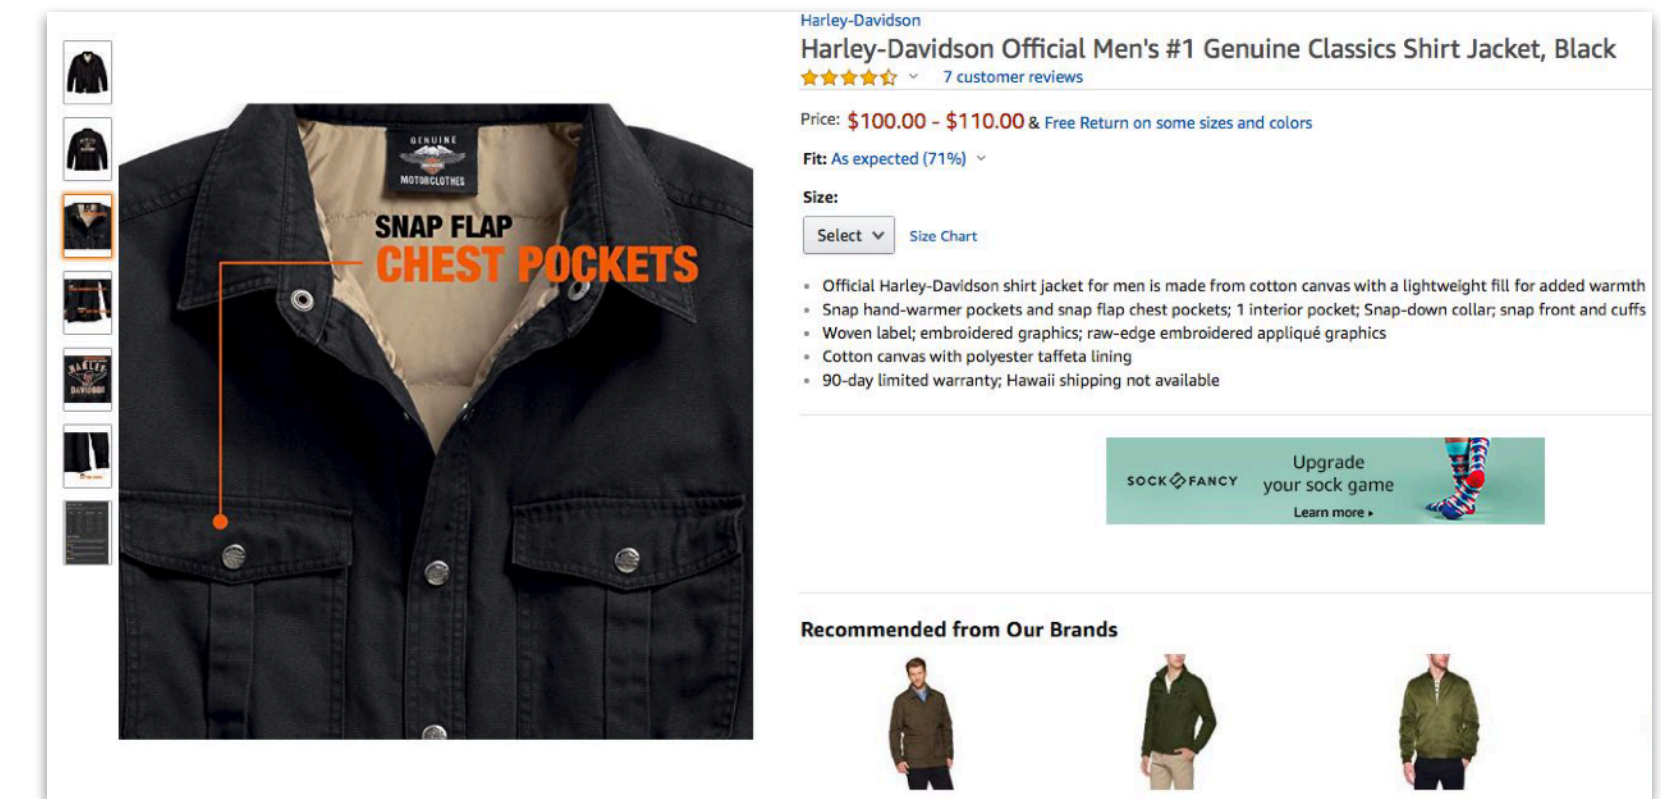 Harley-Davidson
Harley-Davidson Official Men's #1 Genuine Classics Shirt Jacket, Black
7 customer reviews
Price: $100.00 - $110.00 & Free Return on some sizes and colors
Fit: As expected (71%)
Size:
Select
Size Chart
Official Harley-Davidson shirt jacket for men is made from cotton canvas with a lightweight fill for added warmth
Snap hand-warmer pockets and snap flap chest pockets; 1 interior pocket; Snap-down collar; snap front and cuffs
Woven label; embroidered graphics; raw-edge embroidered appliqué graphics
Cotton canvas with polyester taffeta lining
90-day limited warranty; Hawaii shipping not available
GENUINE
MOTORCLOTHES
SNAP FLAP
CHEST POCKETS
HARLEY
DAVIDSON
SOCK FANCY
Upgrade
your sock game
Learn more
Recommended from Our Brands